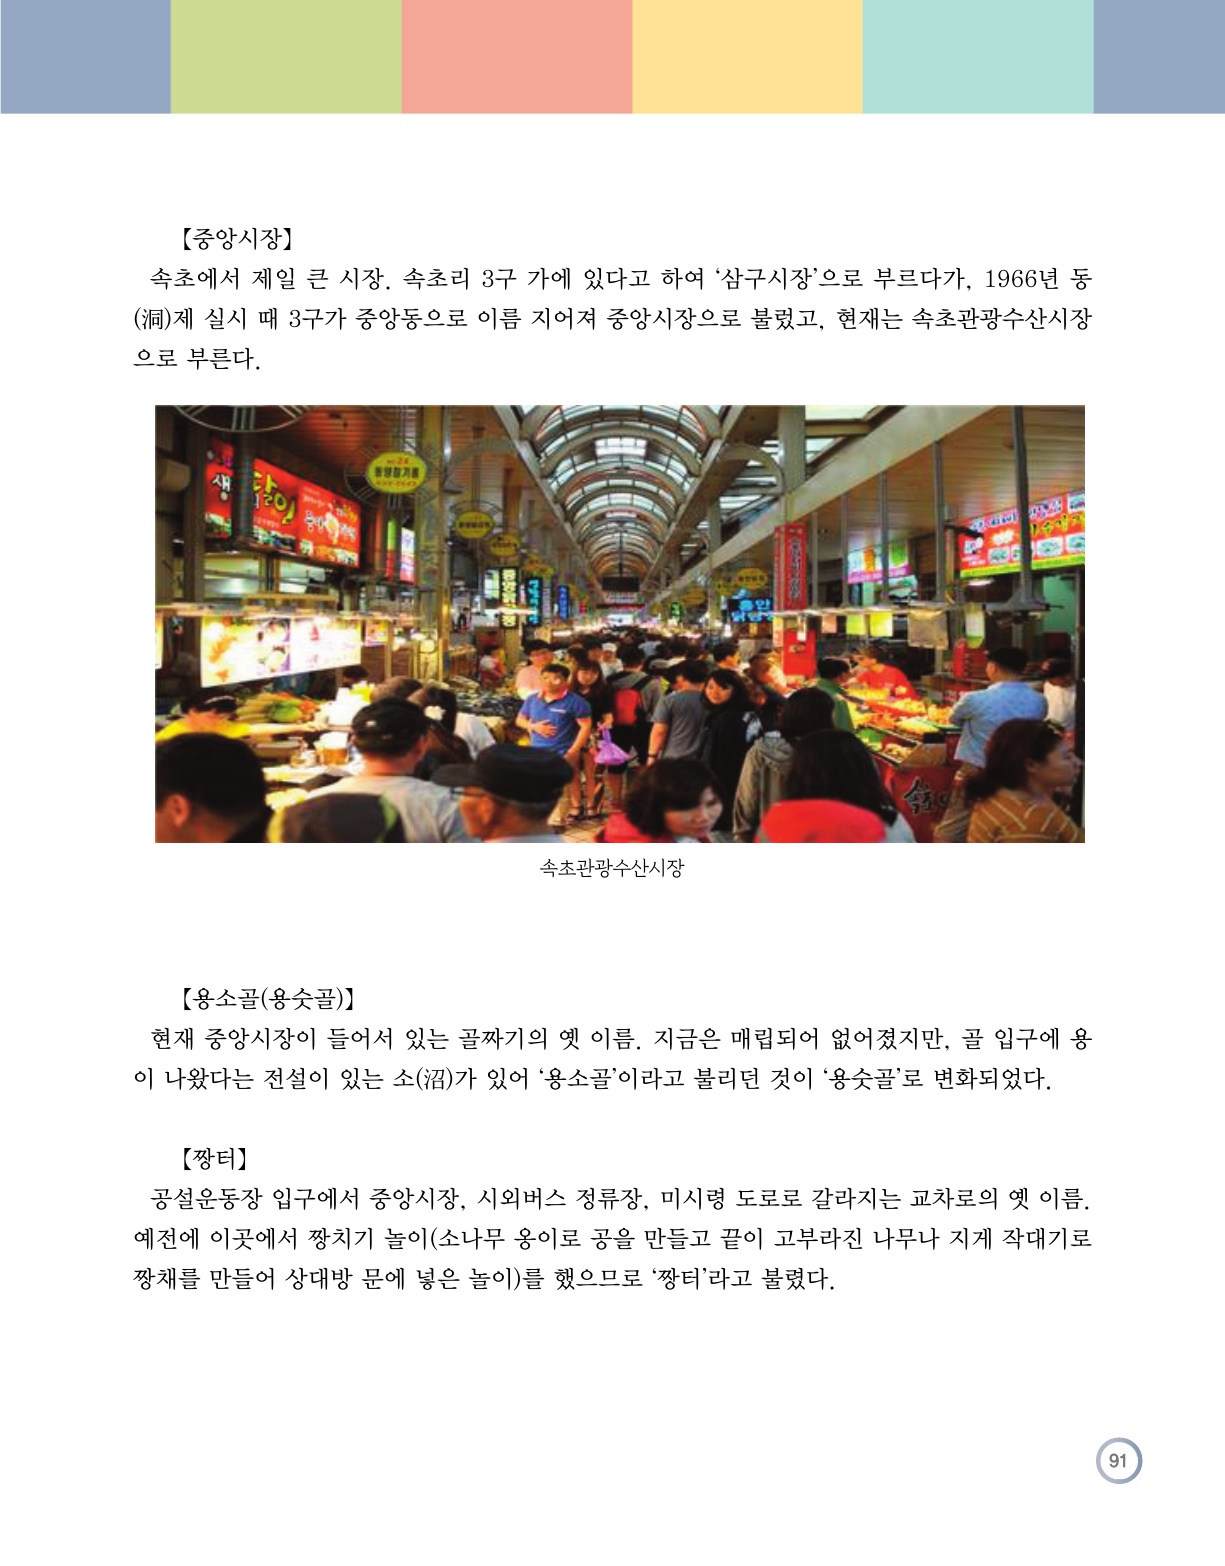 【중앙시장】
속초에서 제일 큰 시장. 속초리 3구 가에 있다고 하여 ‘삼구시장’으로 부르다가, 1966년 동
(洞)제 실시 때 3구가 중앙동으로 이름 지어져 중앙시장으로 불렀고, 현재는 속초관광수산시장
으로 부른다.
생
달인
중앙닭강정
속초관광수산시장
【용소골(용숫골)】
현재 중앙시장이 들어서 있는 골짜기의 옛 이름. 지금은 매립되어 없어졌지만, 골 입구에 용
이 나왔다는 전설이 있는 소(沼)가 있어 ‘용소골’이라고 불리던 것이 ‘용숫골’로 변화되었다.
【짱터】
공설운동장 입구에서 중앙시장, 시외버스 정류장, 미시령 도로로 갈라지는 교차로의 옛 이름.
예전에 이곳에서 짱치기 놀이(소나무 옹이로 공을 만들고 끝이 고부라진 나무나 지게 작대기로
짱채를 만들어 상대방 문에 넣은 놀이)를 했으므로 ‘짱터’라고 불렸다.
91